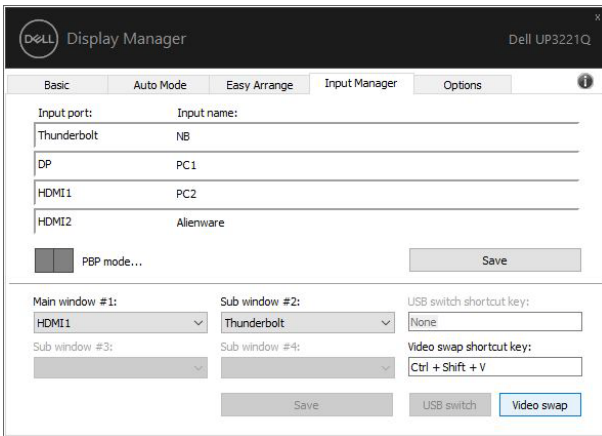 DELL Display Manager
Dell UP3221Q
x
Basic Auto Mode Easy Arrange Input Manager Options i
Input port: Input name:
Thunderbolt NB
DP PC1
HDMI1 PC2
HDMI2 Alienware
PBP mode... Save
Main window #1: Sub window #2: USB switch shortcut key:
HDMI1 Thunderbolt None
Sub window #3: Sub window #4: Video swap shortcut key:
Ctrl + Shift + V
Save USB switch Video swap